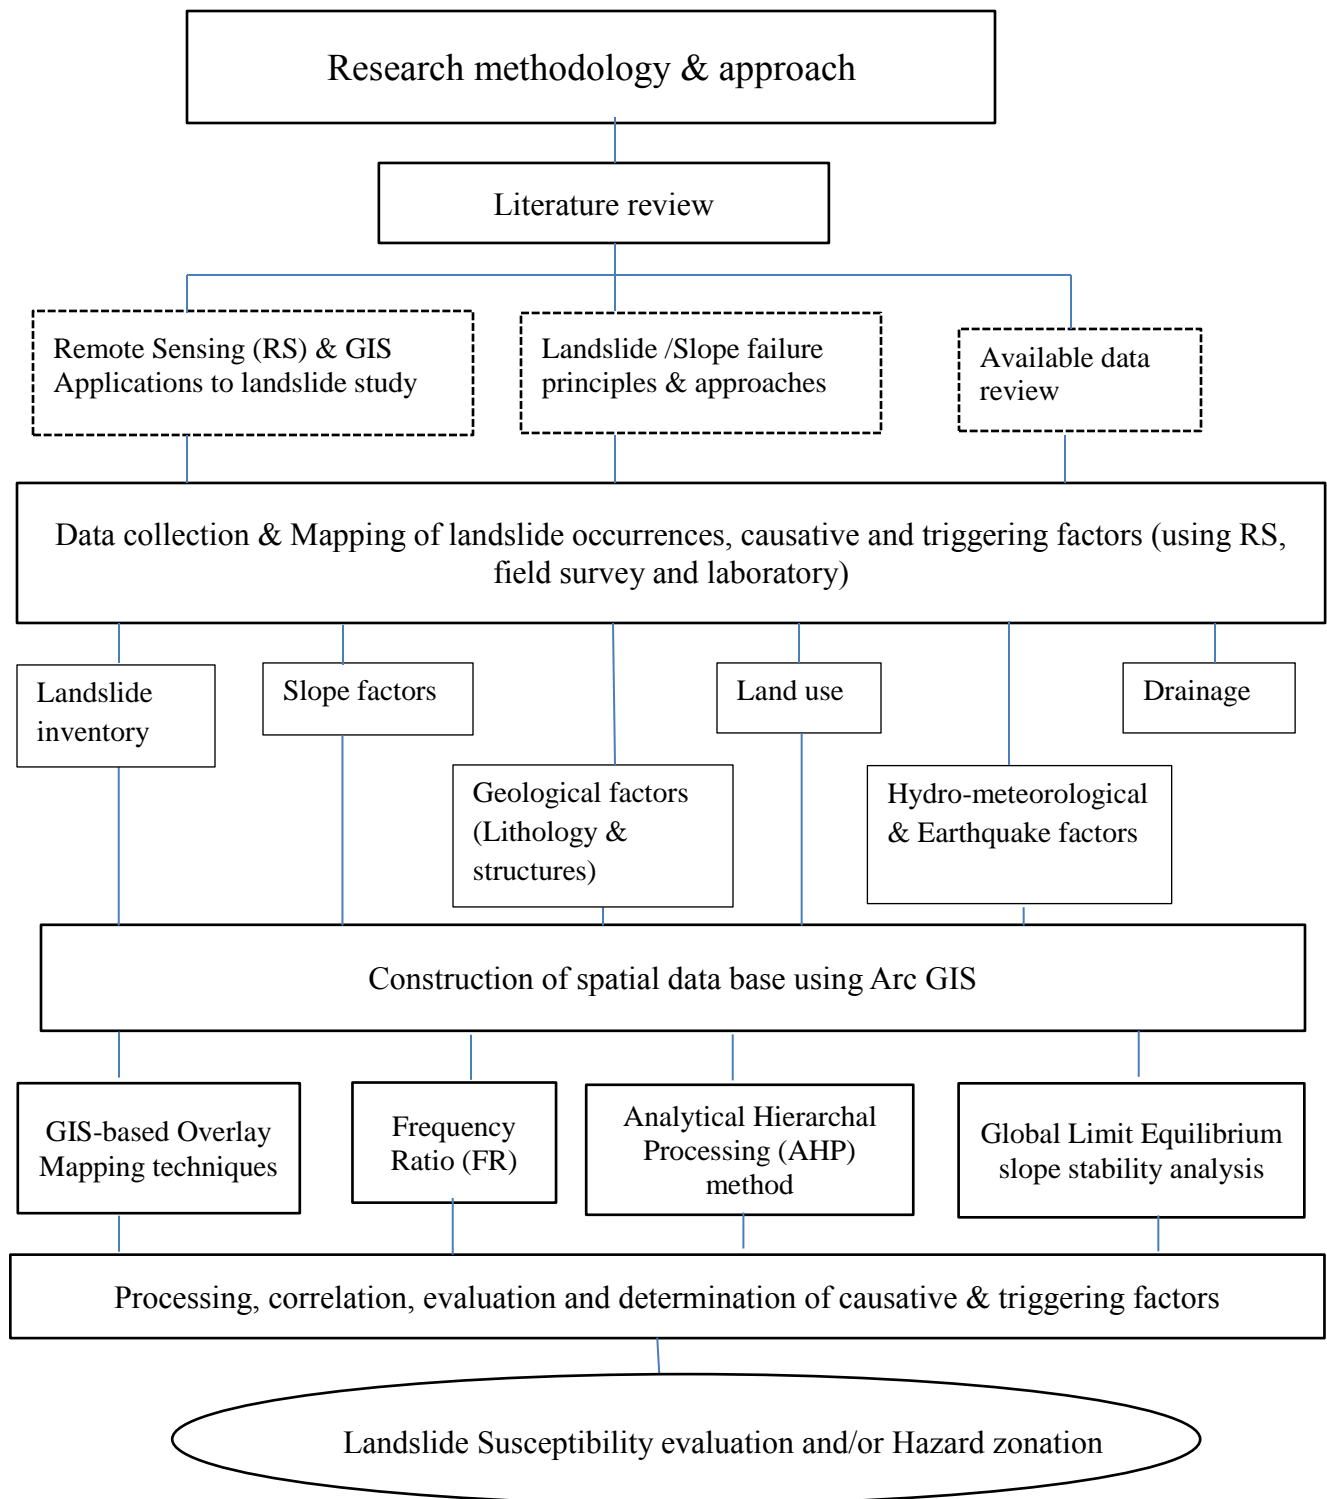 Research methodology & approach
Literature review
Remote Sensing (RS) & GIS
Applications to landslide study
Landslide /Slope failure
principles & approaches
Available data
review
Data collection & Mapping of landslide occurrences, causative and triggering factors (using RS,
field survey and laboratory)
Landslide
inventory
Slope factors
Land use
Drainage
Geological factors
(Lithology &
structures)
Hydro-meteorological
& Earthquake factors
Construction of spatial data base using Arc GIS
GIS-based Overlay
Mapping techniques
Frequency
Ratio (FR)
Analytical Hierarchal
Processing (AHP)
method
Global Limit Equilibrium
slope stability analysis
Processing, correlation, evaluation and determination of causative & triggering factors
Landslide Susceptibility evaluation and/or Hazard zonation